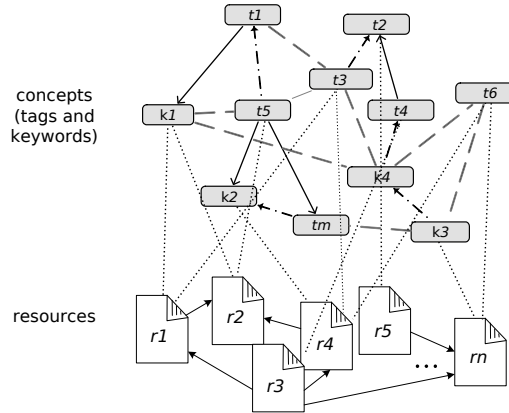 t1
t2
t3
t6
concepts
(tags and
keywords)
k1
t5
t4
k4
k2
tm
k3
resources
r1
r2
r4
r5
rn
r3
...